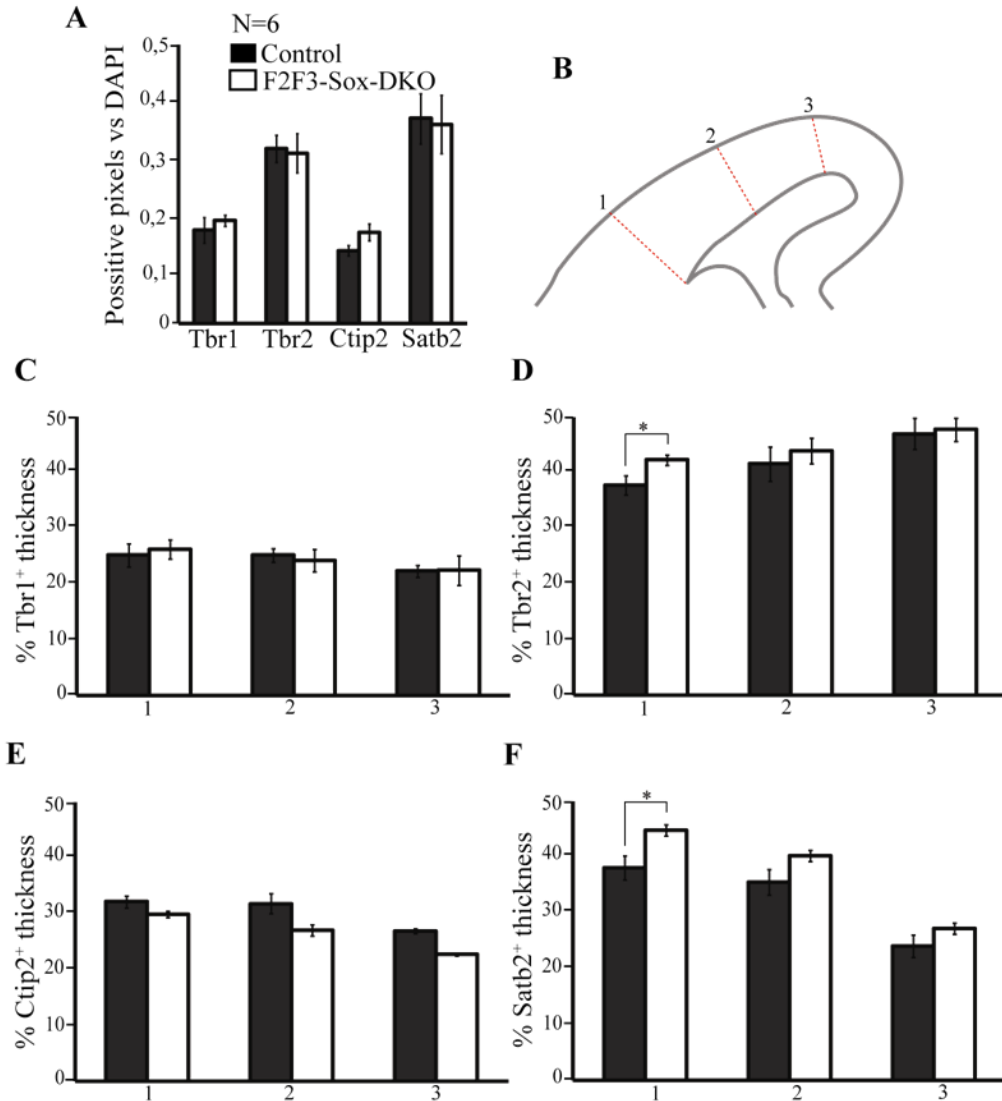 A
N=6
Control
F2F3-Sox-DKO
Possitive pixels vs DAPI
0,5
0,4
0,3
0,2
0,1
0
Tbr1 Tbr2 Ctip2 Satb2
B
1
2
3
C
% Tbr1+ thickness
50
40
30
20
10
0
1 2 3
D
% Tbr2+ thickness
50
40
30
20
10
0
*
1 2 3
E
% Ctip2+ thickness
50
40
30
20
10
0
1 2 3
F
% Satb2+ thickness
50
40
30
20
10
0
*
1 2 3